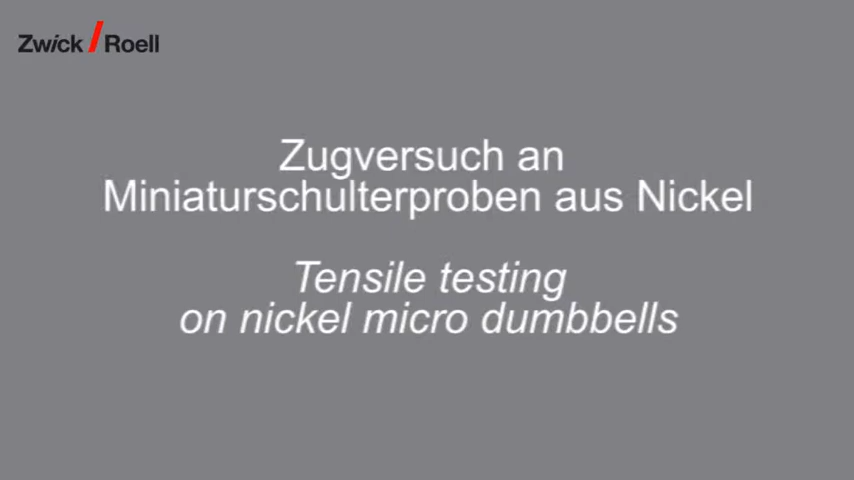 Zwick / Roell
Zugversuch an
Miniaturschulterproben aus Nickel
Tensile testing
on nickel micro dumbbells